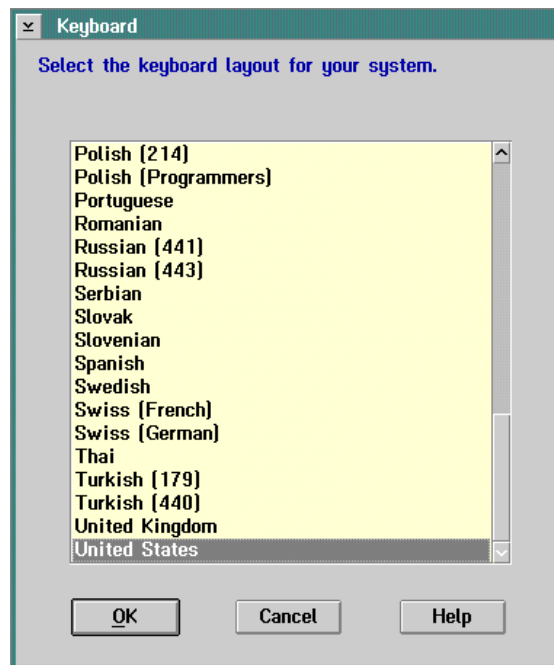 Keyboard
Select the keyboard layout for your system.
Polish (214)
Polish (Programmers)
Portuguese
Romanian
Russian (441)
Russian (443)
Serbian
Slovak
Slovenian
Spanish
Swedish
Swiss (French)
Swiss (German)
Thai
Turkish (179)
Turkish (440)
United Kingdom
United States
OK Cancel Help